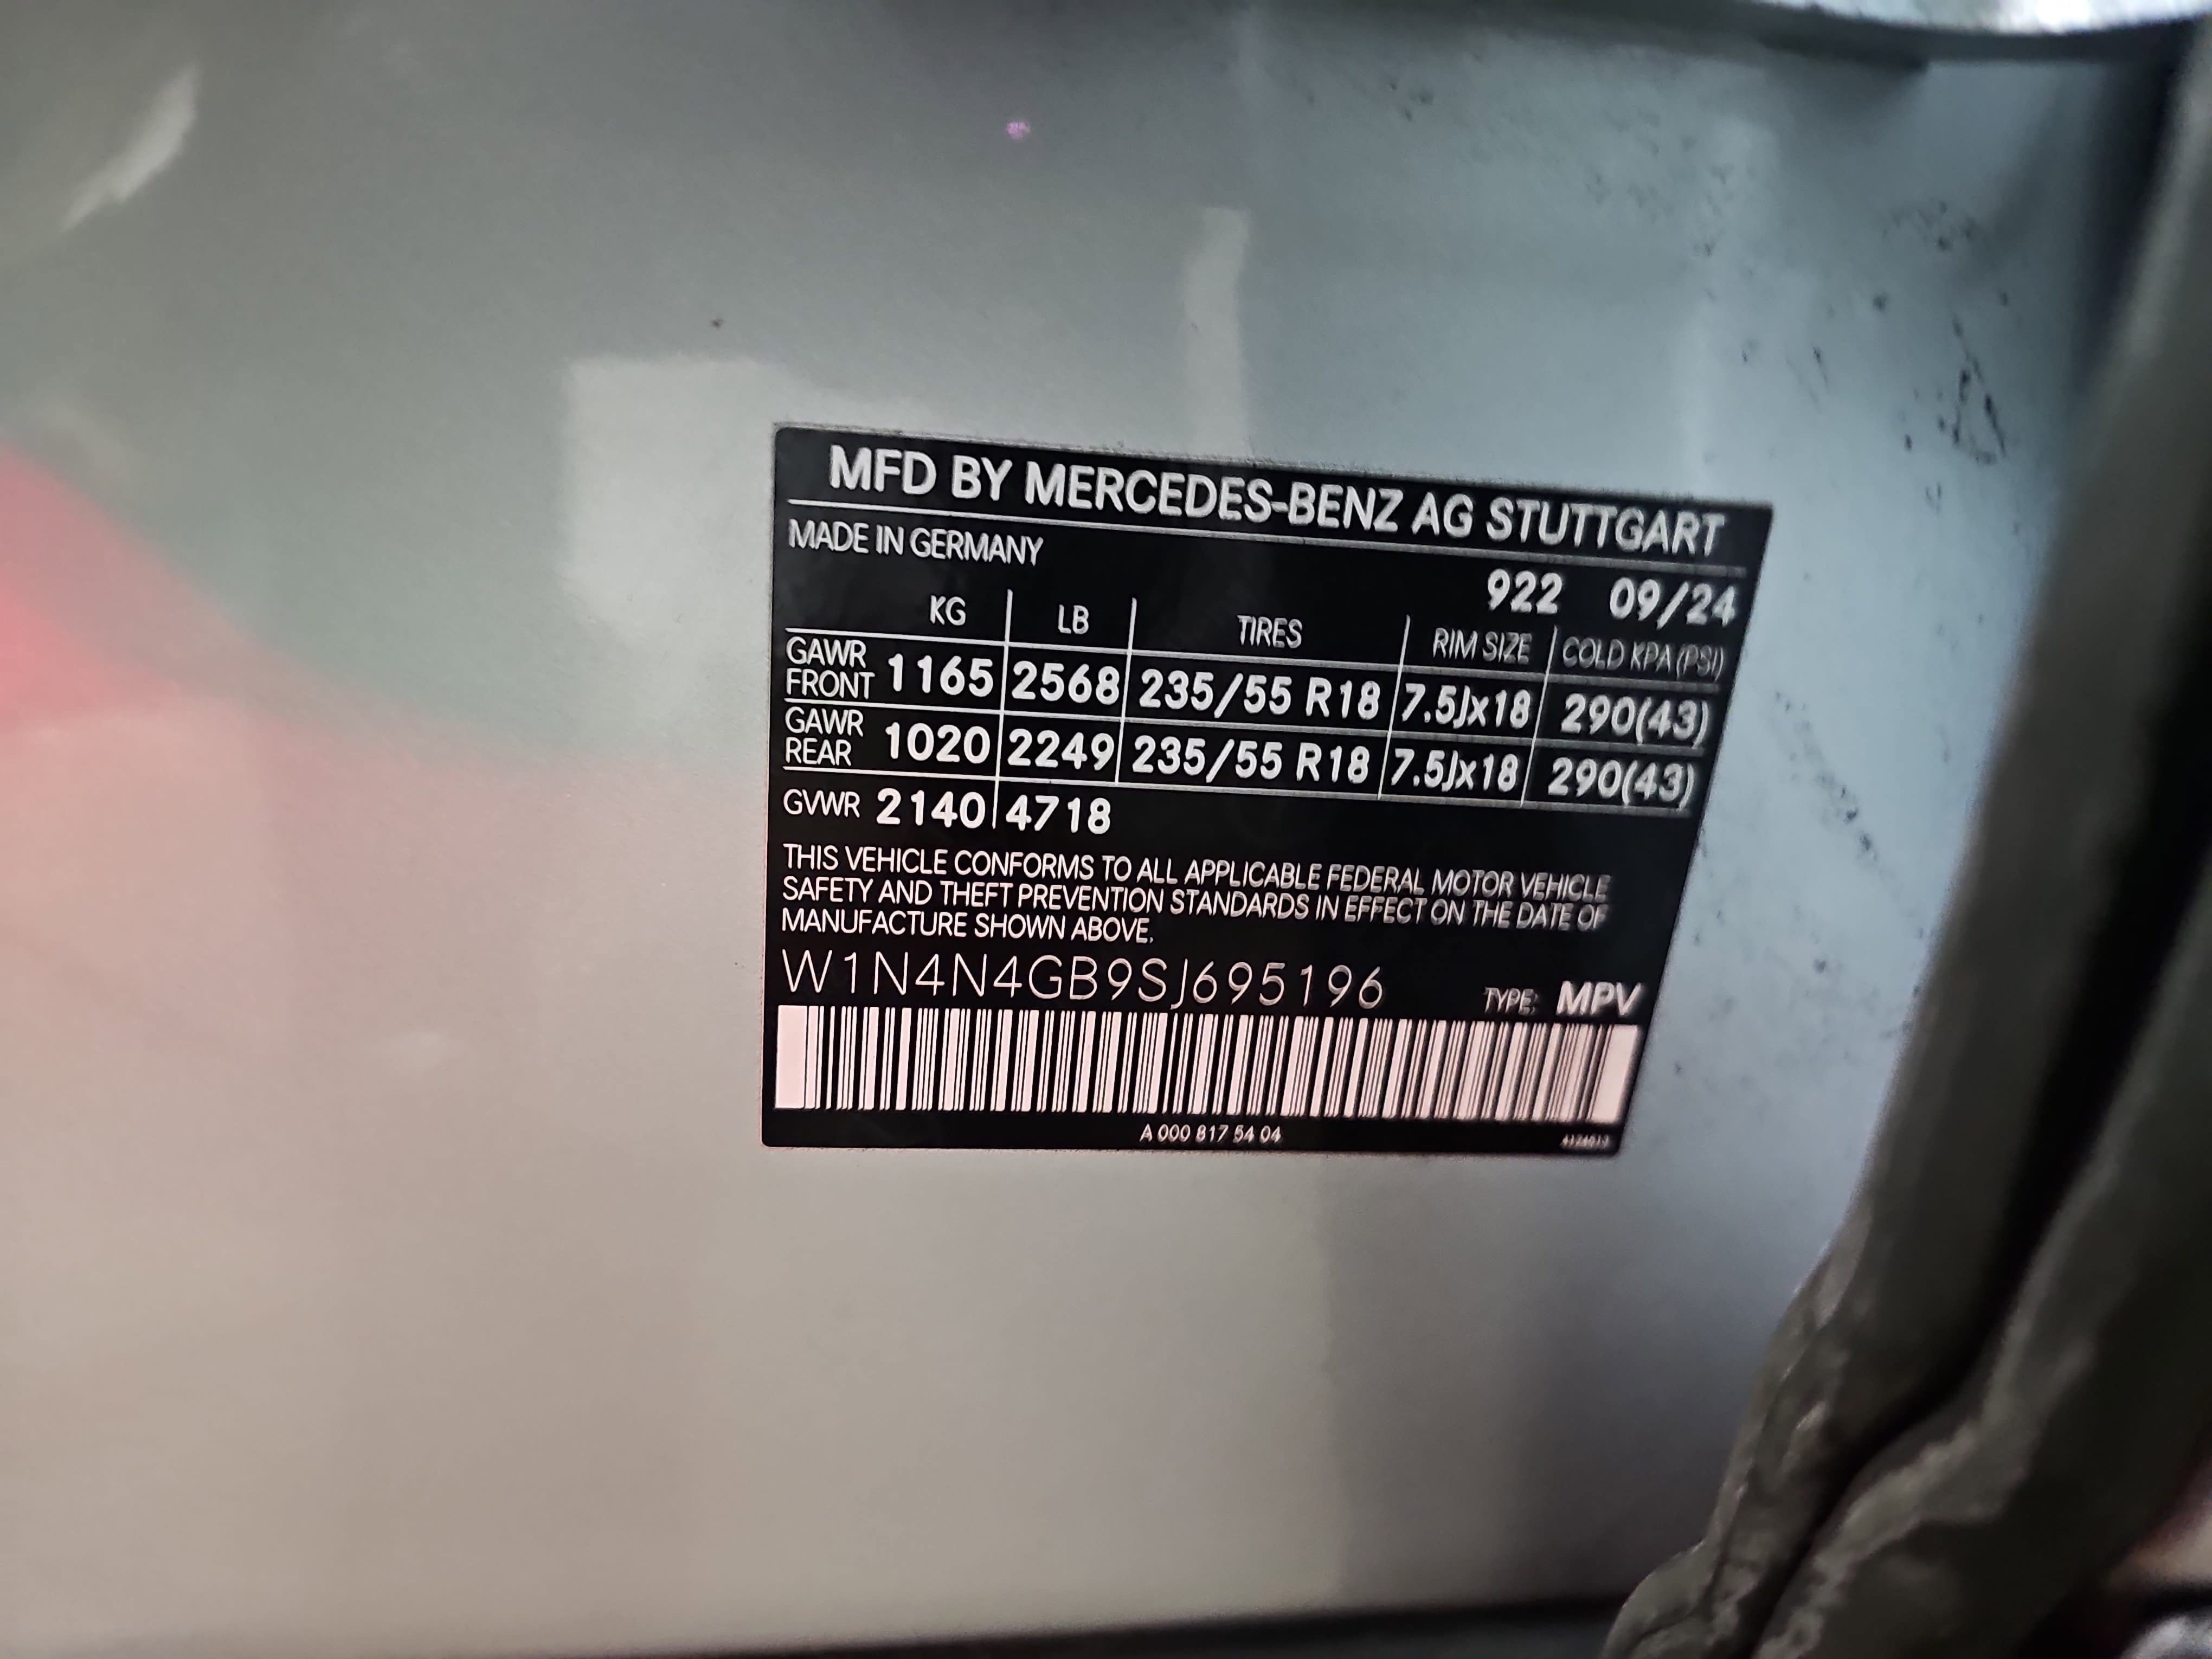 MFD BY MERCEDES-BENZ AG STUTTGART
MADE IN GERMANY
922 09/24
KG LB TIRES RIM SIZE COLD KPA (PSI)
GAWR FRONT 1165 2568 235/55 R18 7.5Jx18 290(43)
GAWR REAR 1020 2249 235/55 R18 7.5Jx18 290(43)
GVWR 2140 4718
THIS VEHICLE CONFORMS TO ALL APPLICABLE FEDERAL MOTOR VEHICLE
SAFETY AND THEFT PREVENTION STANDARDS IN EFFECT ON THE DATE OF
MANUFACTURE SHOWN ABOVE.
W1N4N4GB9SJ695196 TYPE: MPV
A 000 817 54 04